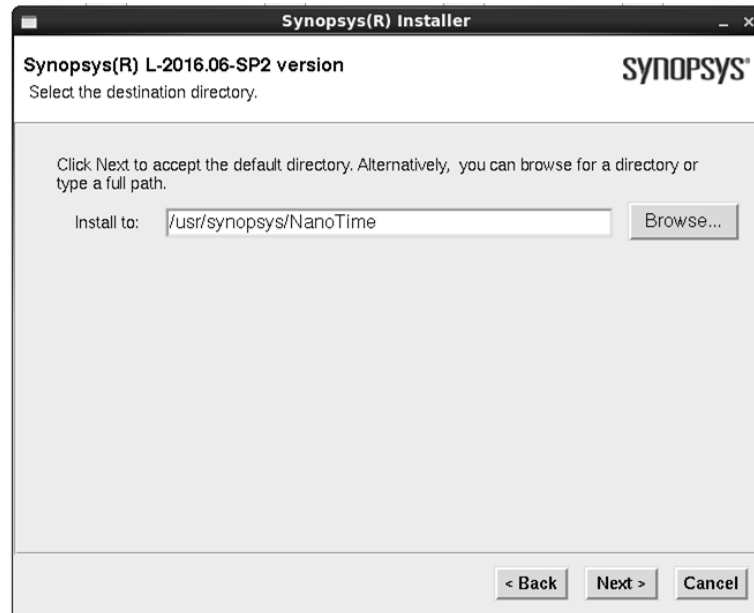 Synopsys(R) Installer
Synopsys(R) L-2016.06-SP2 version
SYNOPSYS®
Select the destination directory.
Click Next to accept the default directory. Alternatively, you can browse for a directory or
type a full path.
Install to: /usr/synopsys/NanoTime Browse...
< Back Next > Cancel